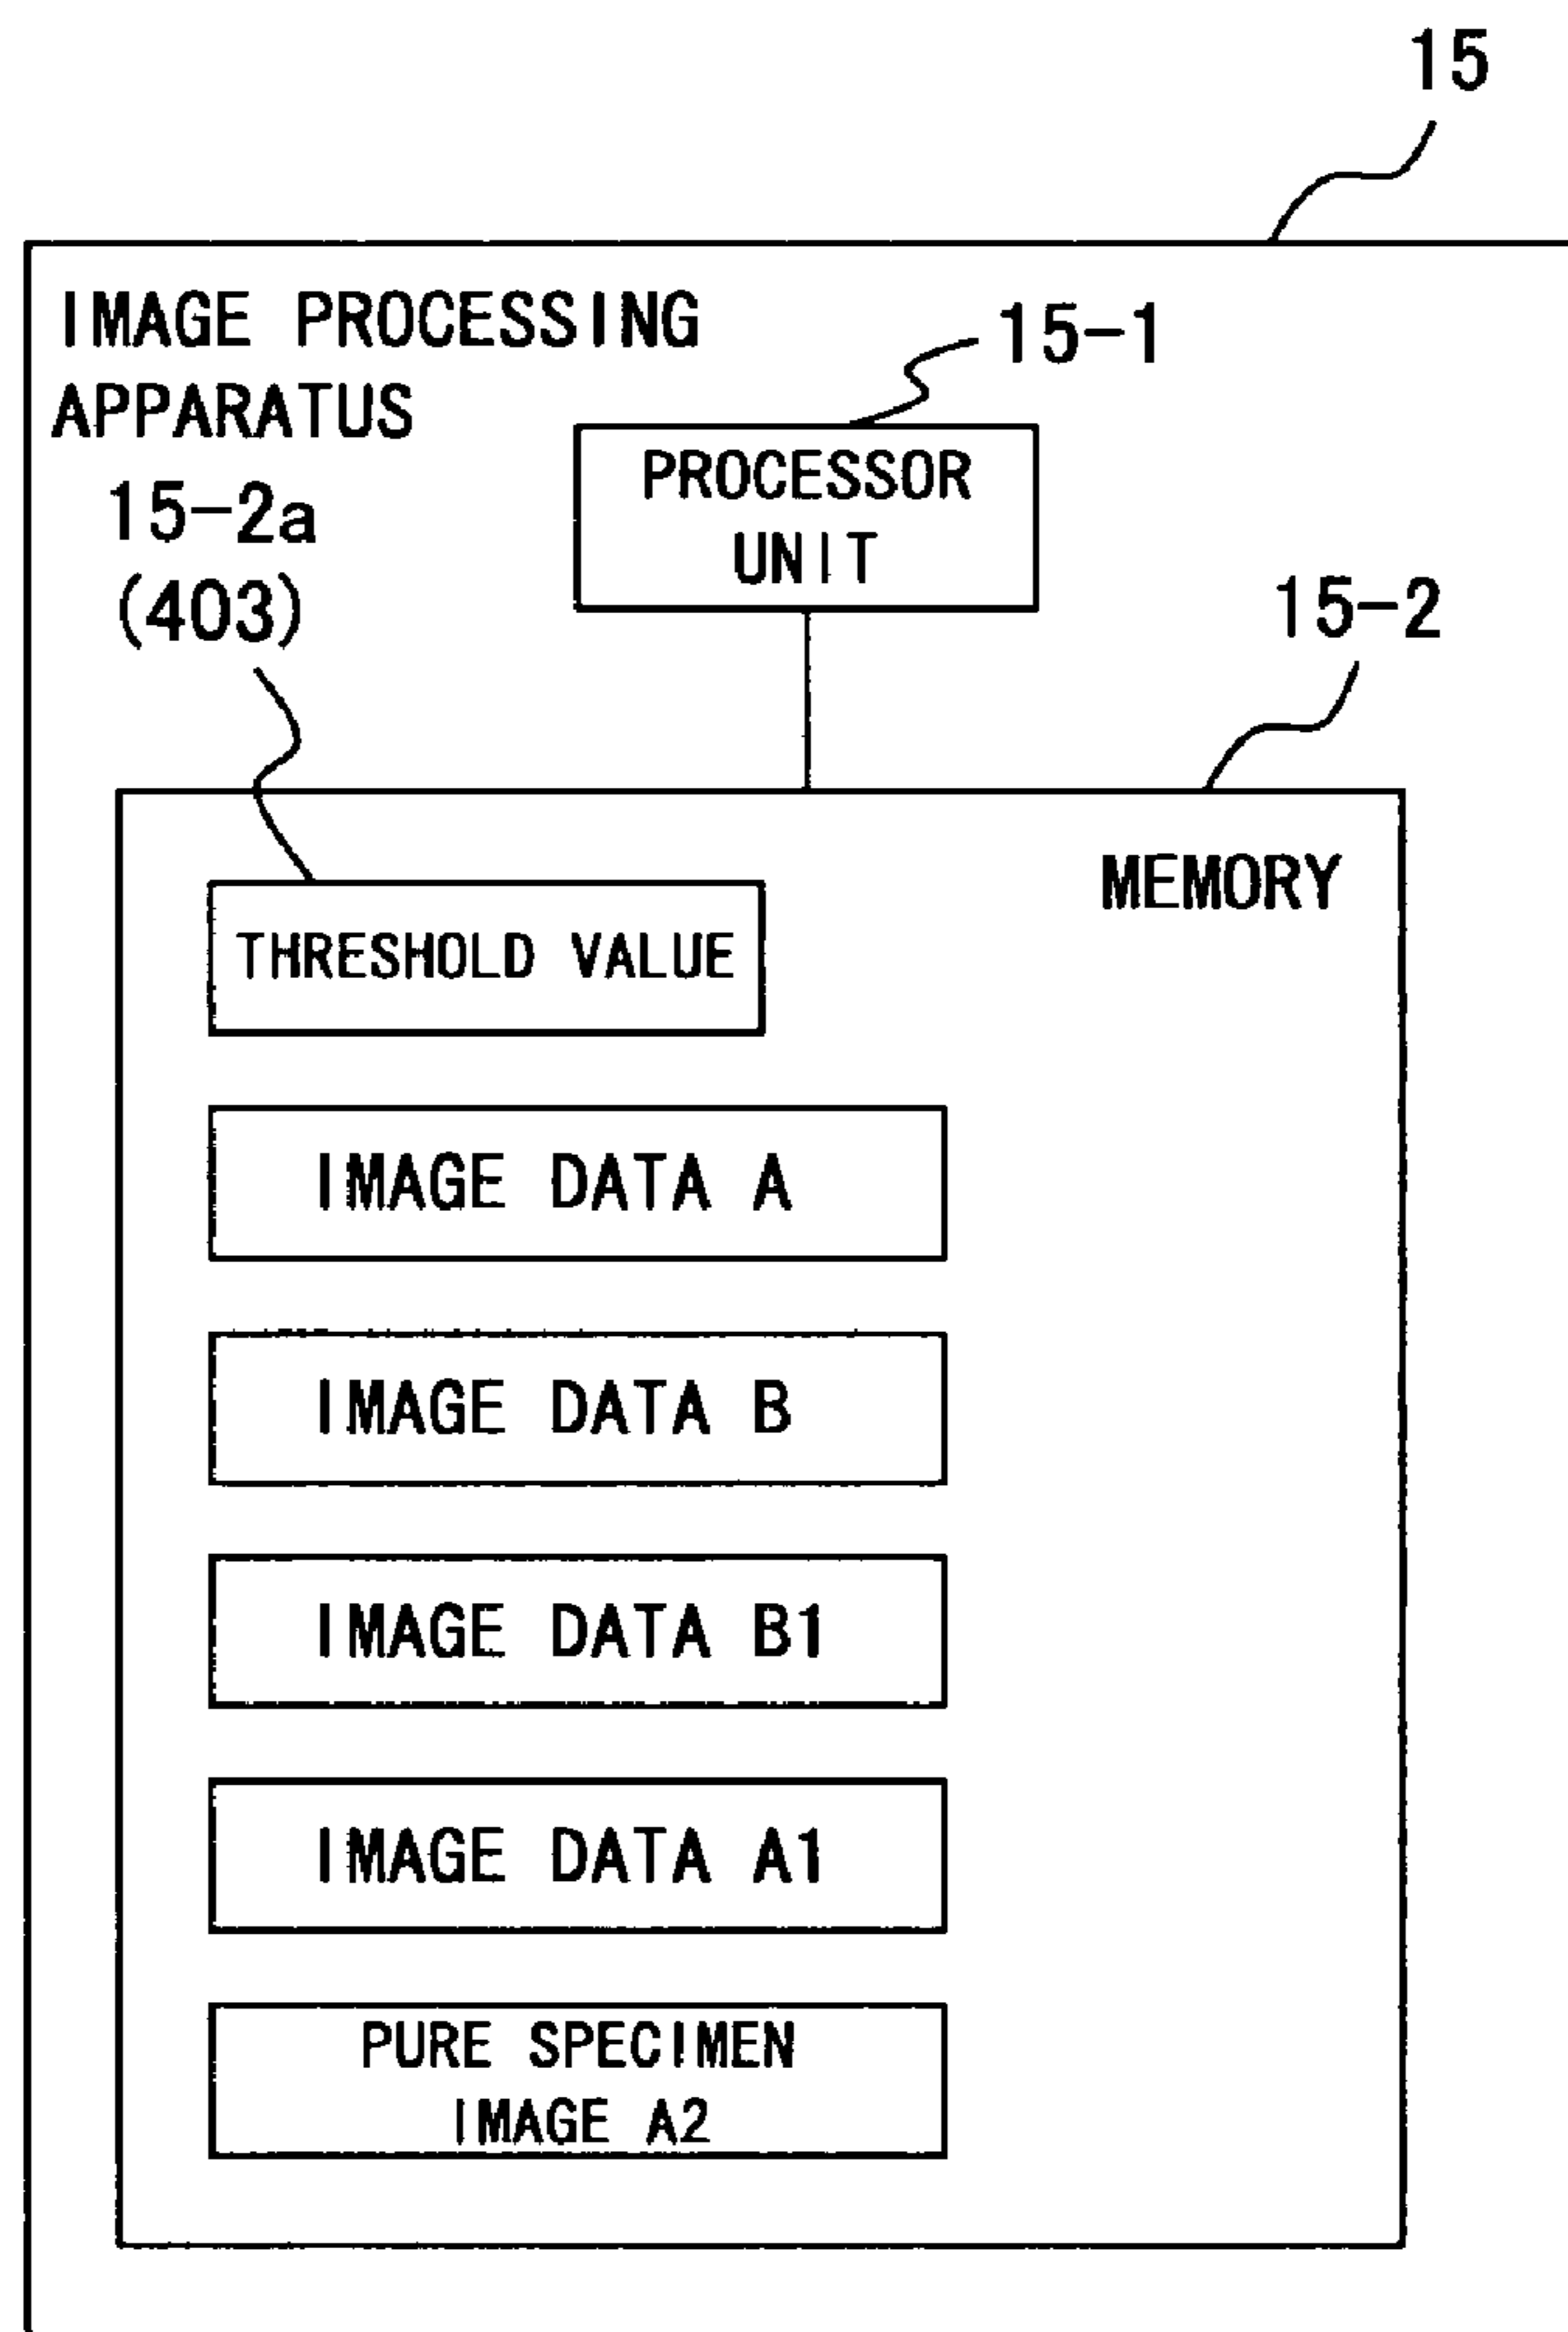 15
IMAGE PROCESSING
APPARATUS
15-1
15-2a
(403)
PROCESSOR
UNIT
15-2
MEMORY
THRESHOLD VALUE
IMAGE DATA A
IMAGE DATA B
IMAGE DATA B1
IMAGE DATA A1
PURE SPECIMEN
IMAGE A2